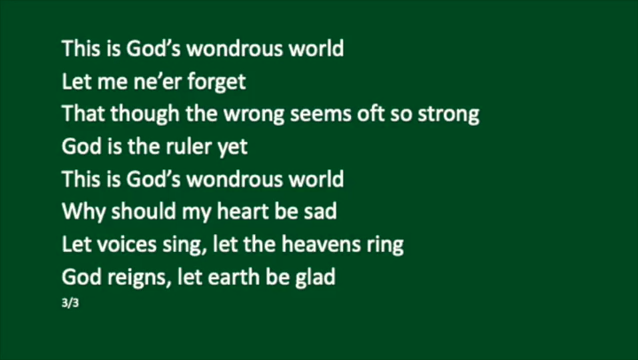 This is God’s wondrous world
Let me ne’er forget
That though the wrong seems oft so strong
God is the ruler yet
This is God’s wondrous world
Why should my heart be sad
Let voices sing, let the heavens ring
God reigns, let earth be glad
3/3